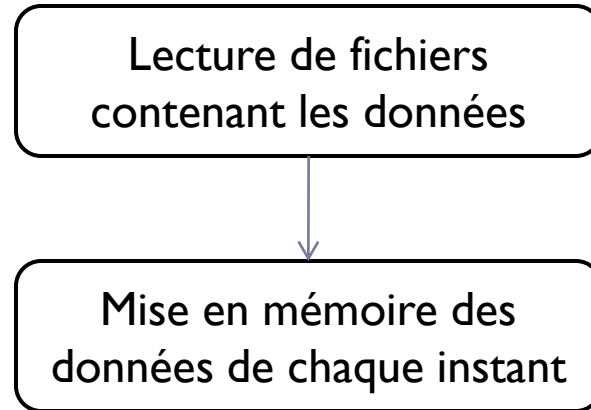 Lecture de fichiers
contenant les données
Mise en mémoire des
données de chaque instant